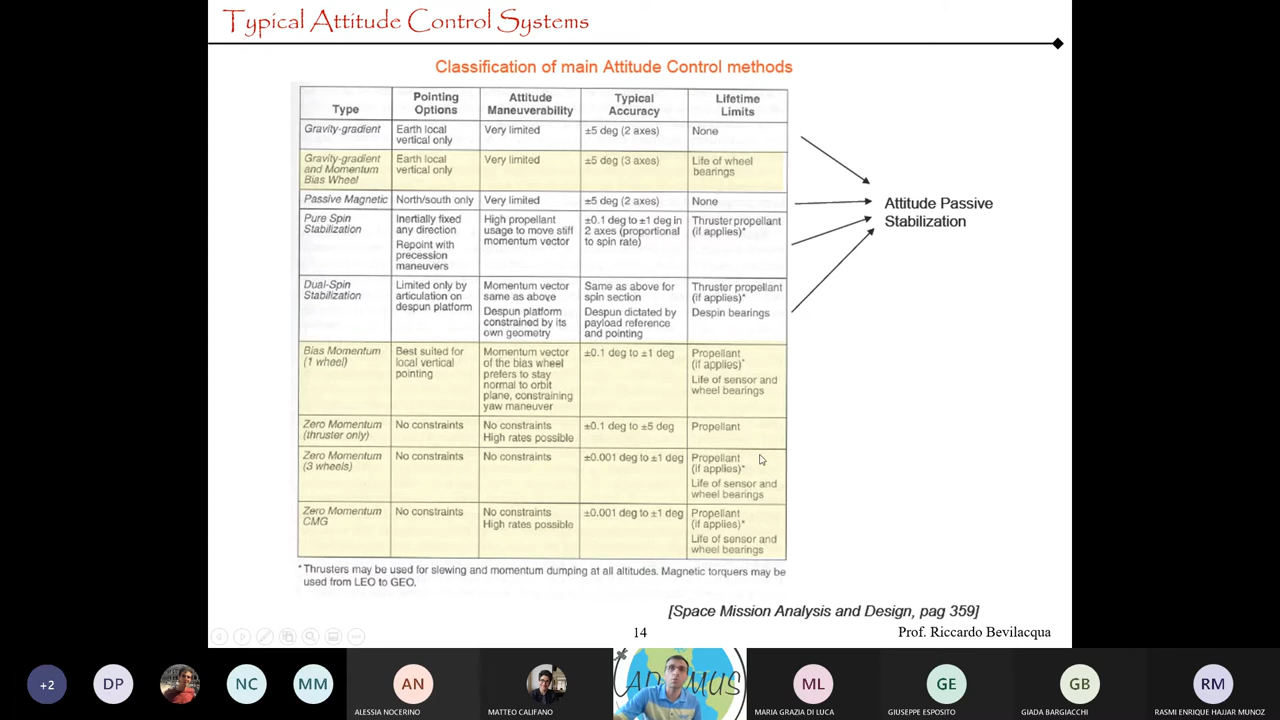 Typical Attitude Control Systems
Classification of main Attitude Control methods
Type
Pointing
Options
Attitude
Maneuverability
Typical
Accuracy
Lifetime
Limits
Gravity-gradient
Earth local
vertical only
Very limited
±5 deg (2 axes)
None
Gravity-gradient
and Momentum
Bias Wheel
Earth local
vertical only
Very limited
±5 deg (3 axes)
Life of wheel
bearings
Passive Magnetic
North/south only
Very limited
±5 deg (2 axes)
None
Pure Spin
Stabilization
Inertially fixed
any direction
Repoint with
precession
maneuvers
High propellant
usage to move stiff
momentum vector
±0.1 deg to ±1 deg in
2 axes (proportional
to spin rate)
Thruster propellant
(if applies)*
Dual-Spin
Stabilization
Limited only by
articulation on
despun platform
Momentum vector
same as above
Despun platform
constrained by its
own geometry
Same as above for
spin section
Despun dictated by
payload reference
and pointing
Thruster propellant
(if applies)*
Despin bearings
Bias Momentum
(1 wheel)
Best suited for
local vertical
pointing
Momentum vector
of the bias wheel
prefers to stay
normal to orbit
plane, constraining
yaw maneuver
±0.1 deg to ±1 deg
Propellant
(if applies)*
Life of sensor and
wheel bearings
Zero Momentum
(thruster only)
No constraints
No constraints
High rates possible
±0.1 deg to ±5 deg
Propellant
Zero Momentum
(3 wheels)
No constraints
No constraints
±0.001 deg to ±1 deg
Propellant
(if applies)*
Life of sensor and
wheel bearings
Zero Momentum
CMG
No constraints
No constraints
High rates possible
±0.001 deg to ±1 deg
Propellant
(if applies)*
Life of sensor and
wheel bearings
*Thrusters may be used for slewing and momentum dumping at all altitudes. Magnetic torquers may be
used from LEO to GEO.
Attitude Passive
Stabilization
[Space Mission Analysis and Design, pag 359]
14
Prof. Riccardo Bevilacqua
+2
DP
NC
MM
AN
ALESSIA NOCERINO
MATTEO CALIFANO
AD MUS
ML
MARIA GRAZIA DI LUCA
GE
GIUSEPPE ESPOSITO
GB
GIADA BARGIACCHI
RM
RASMI ENRIQUE HAJJAR MUNOZ